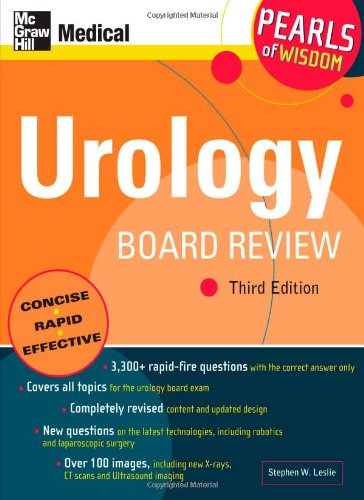 Copyrighted Material
Mc
Graw
Hill
Medical
PEARLS
of WISDOM
Urology
BOARD REVIEW
Third Edition
CONCISE
• RAPID •
EFFECTIVE
• 3,300+ rapid-fire questions with the correct answer only
• Covers all topics for the urology board exam
• Completely revised content and updated design
• New questions on the latest technologies, including robotics
and laparoscopic surgery
• Over 100 images, including new X-rays,
CT scans and Ultrasound imaging
Stephen W. Leslie
Copyrighted Material